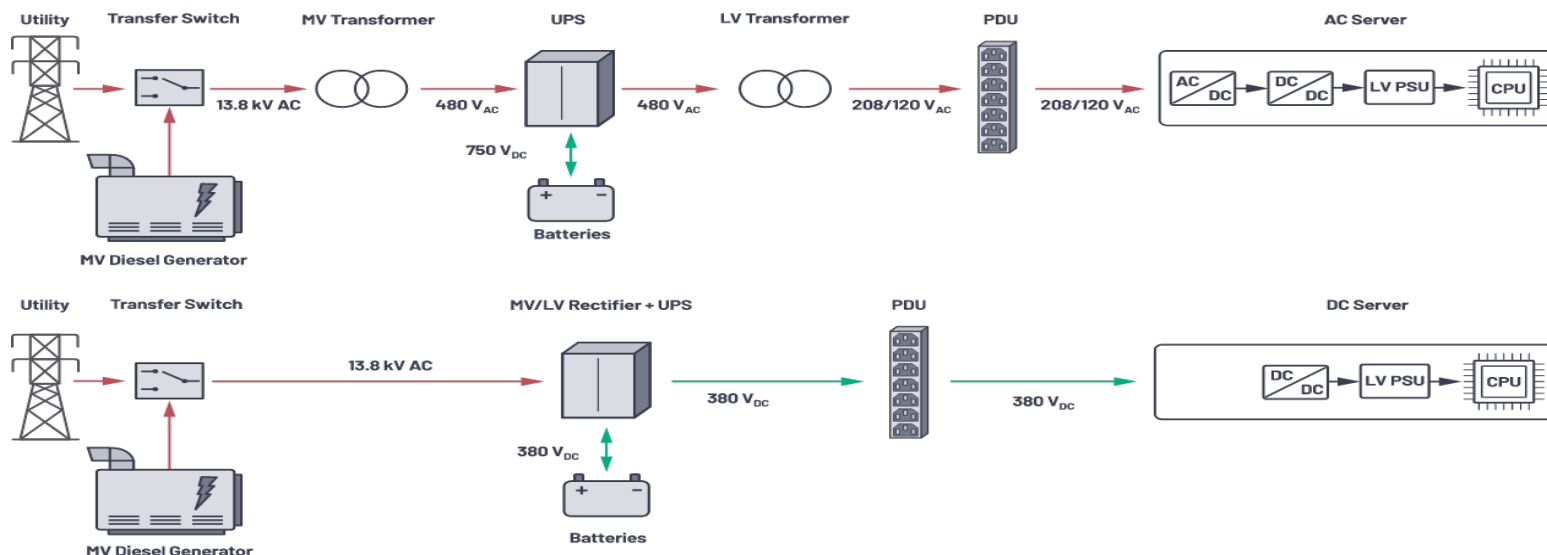 Utility
Transfer Switch
MV Transformer
UPS
LV Transformer
PDU
AC Server
13.8 kV AC
480 VAC
480 VAC
208/120 VAC
208/120 VAC
AC
DC
DC
DC
LV PSU
CPU
750 VDC
+ −
Batteries
MV Diesel Generator
Utility
Transfer Switch
MV/LV Rectifier + UPS
PDU
DC Server
13.8 kV AC
380 VDC
380 VDC
DC
DC
LV PSU
CPU
380 VDC
+ −
Batteries
MV Diesel Generator